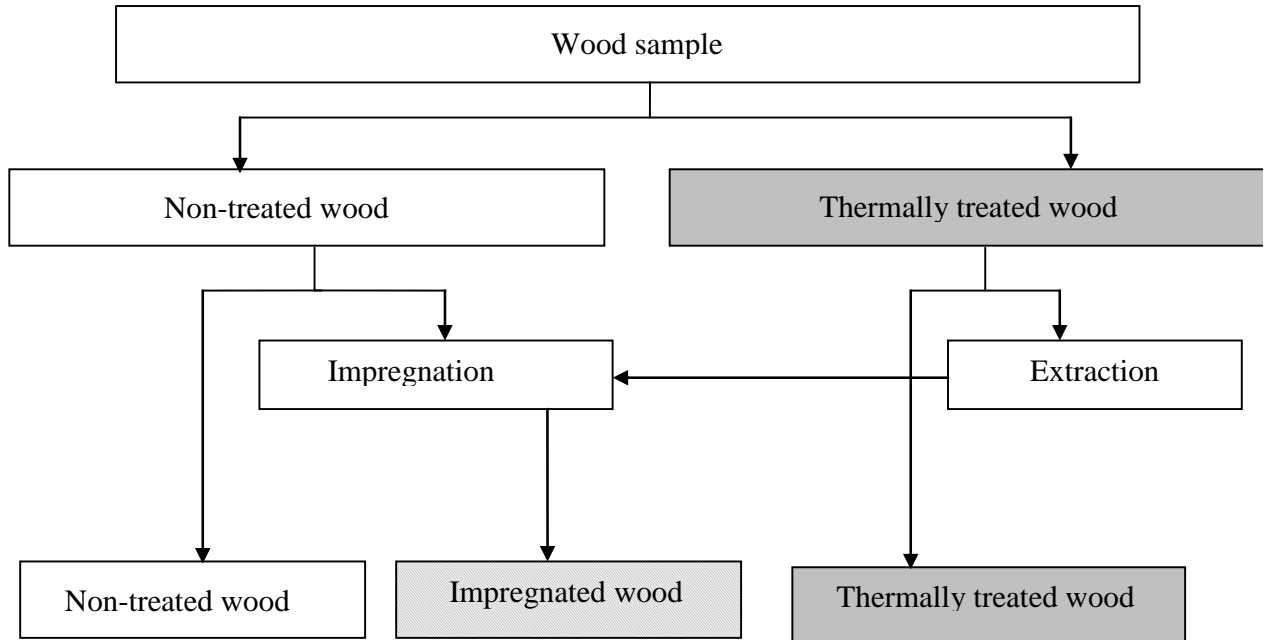 Wood sample
Non-treated wood
Thermally treated wood
Impregnation
Extraction
Non-treated wood
Impregnated wood
Thermally treated wood